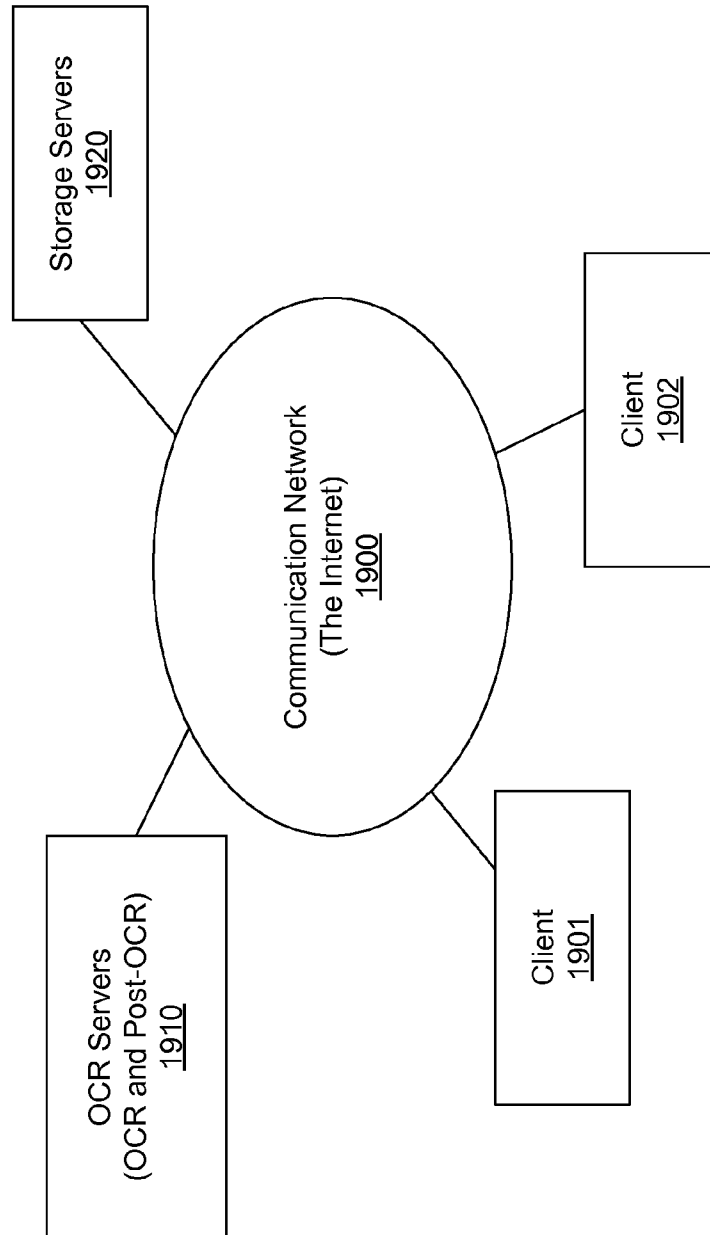 OCR Servers
(OCR and Post-OCR)
1910
Storage Servers
1920
Communication Network
(The Internet)
1900
Client
1901
Client
1902